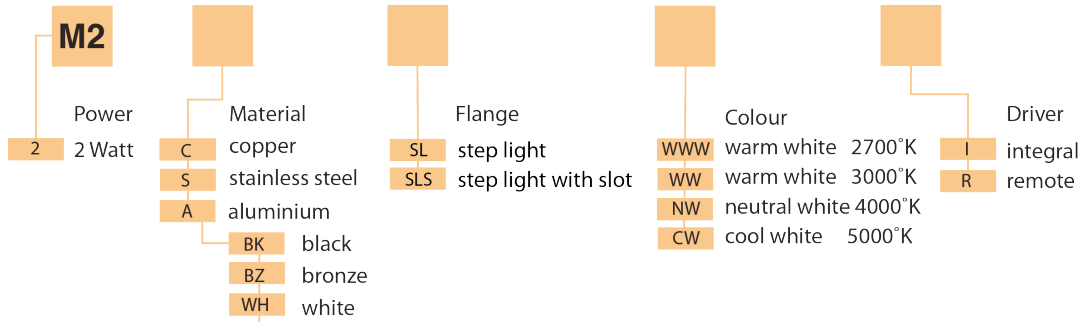 M2
Power
2 2 Watt
Material
C copper
S stainless steel
A aluminium
BK black
BZ bronze
WH white
Flange
SL step light
SLS step light with slot
Colour
WWW warm white 2700°K
WW warm white 3000°K
NW neutral white 4000°K
CW cool white 5000°K
Driver
I integral
R remote